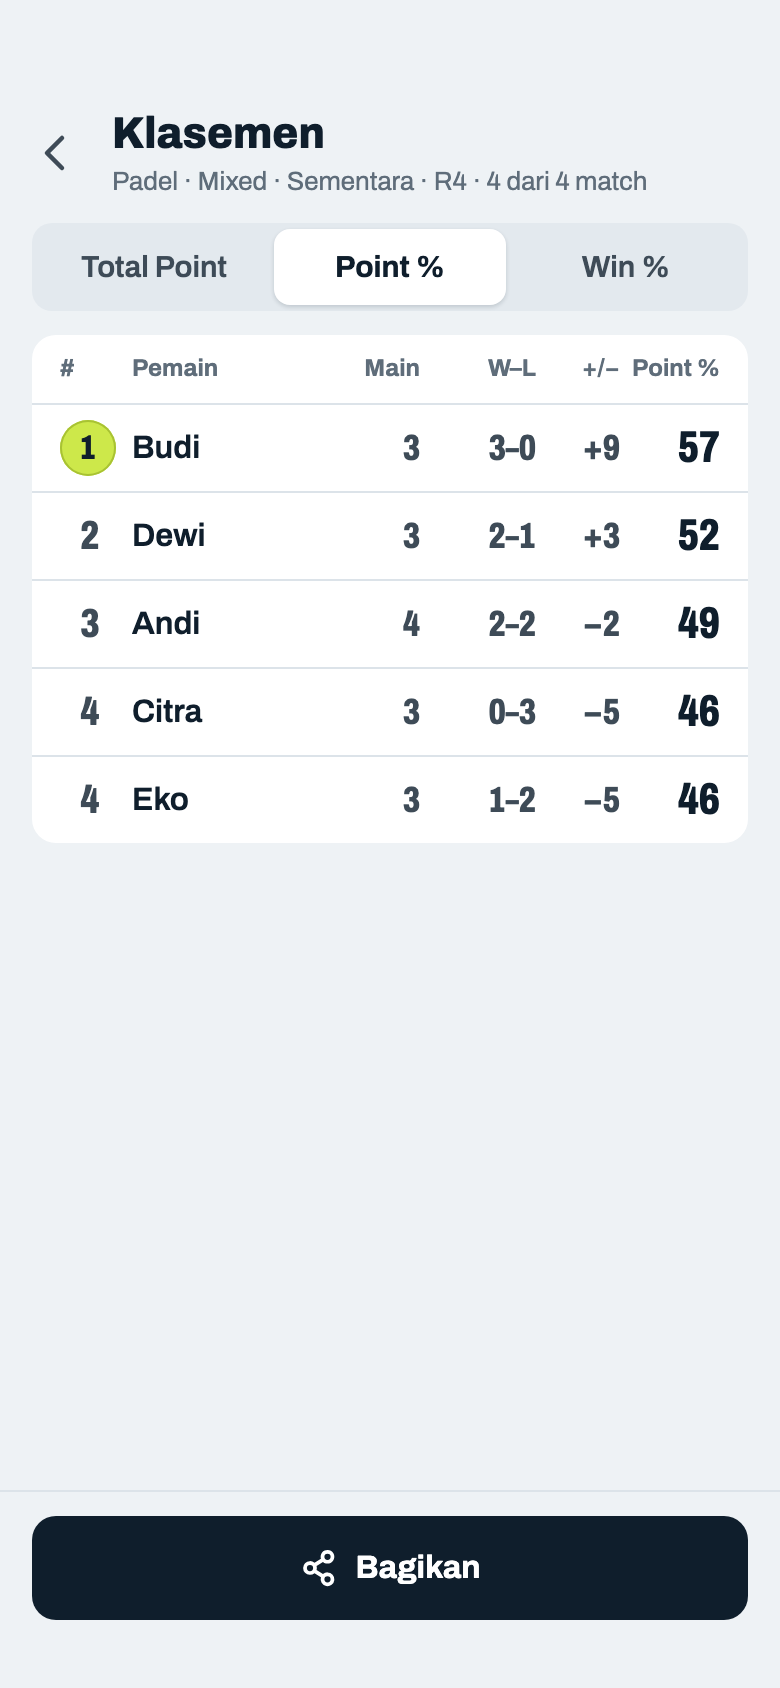 Klasemen
Padel · Mixed · Sementara · R4 · 4 dari 4 match
Total Point Point % Win %
# Pemain Main W–L +/– Point %
1 Budi 3 3–0 +9 57
2 Dewi 3 2–1 +3 52
3 Andi 4 2–2 −2 49
4 Citra 3 0–3 −5 46
4 Eko 3 1–2 −5 46
Bagikan